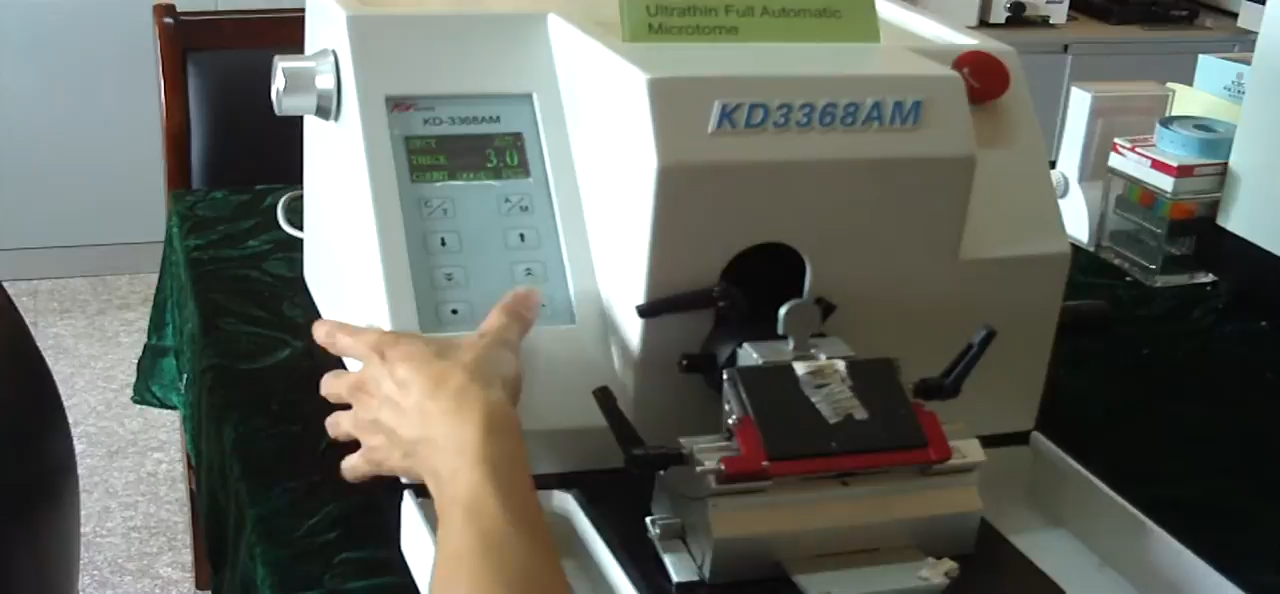 Ultrathin Full Automatic
Microtome
KD3368AM
KD-3368AM
THICK 3.0
C/T
A/M